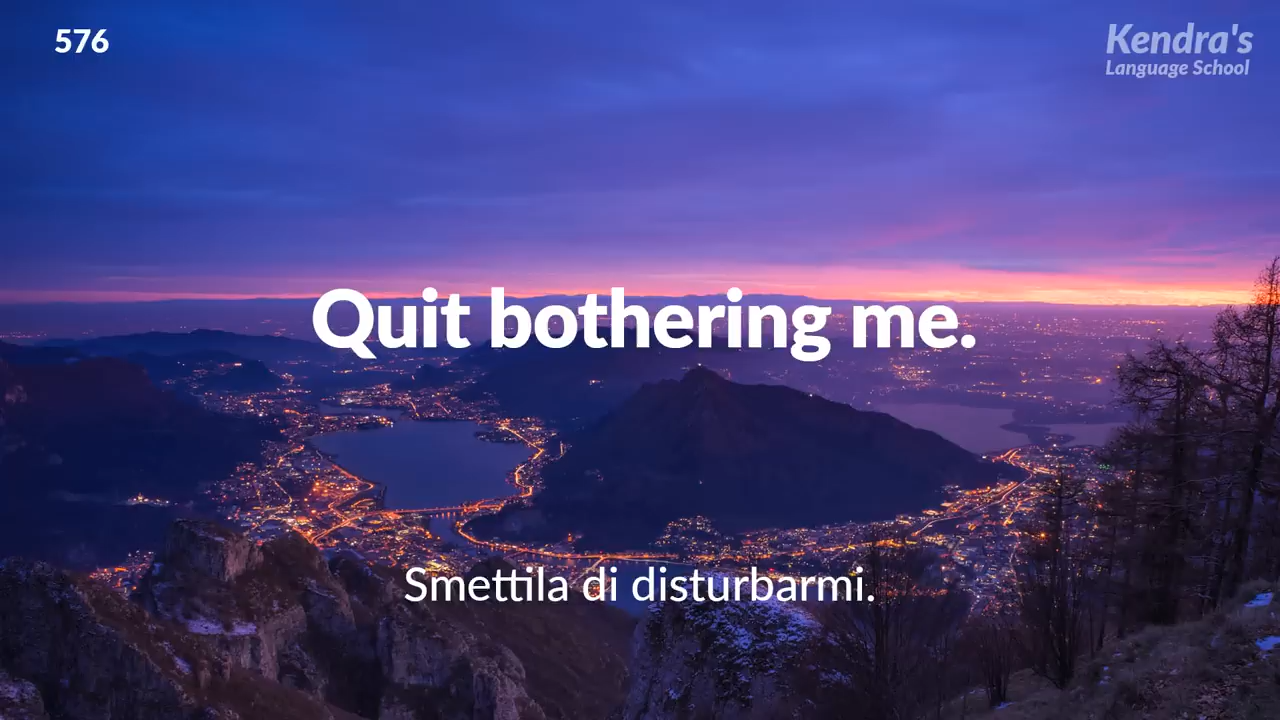 576
Kendra's
Language School
Quit bothering me.
Smettila di disturbarmi.